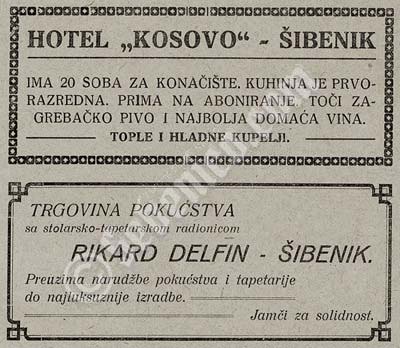 HOTEL „KOSOVO“ - ŠIBENIK
IMA 20 SOBA ZA KONAČIŠTE. KUHINJA JE PRVO-
RAZREDNA. PRIMA NA ABONIRANJE. TOČI ZA-
GREBAČKO PIVO I NAJBOLJA DOMAĆA VINA.
TOPLE I HLADNE KUPELJI.
TRGOVINA POKUĆSTVA
sa stolarsko-tapetarskom radionicom
RIKARD DELFIN - ŠIBENIK.
Preuzima narudžbe pokućstva i tapetarije
do najluksuznije izradbe.
Jamči za solidnost.